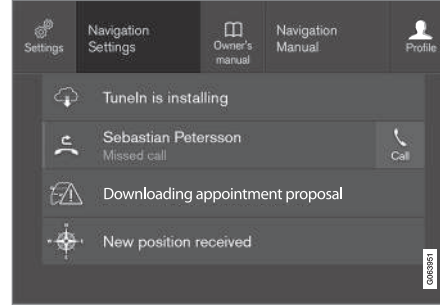 Settings
Navigation
Settings
Owner's
manual
Navigation
Manual
Profile
TuneIn is installing
Sebastian Petersson
Missed call
Call
Downloading appointment proposal
New position received
G063951